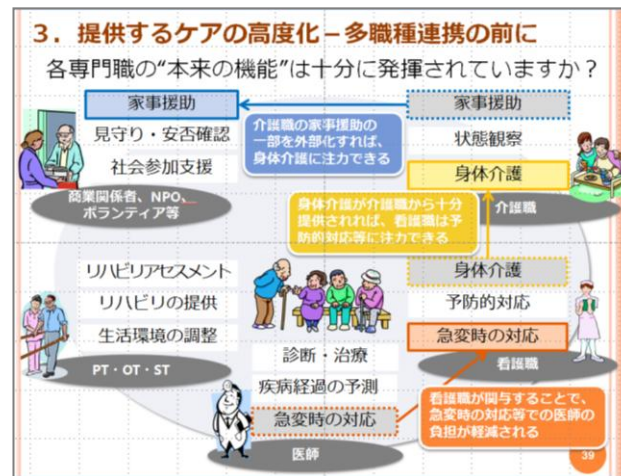 3．提供するケアの高度化－多職種連携の前に
各専門職の“本来の機能”は十分に発揮されていますか？
家事援助
見守り・安否確認
社会参加支援
商業関係者、NPO、
ボランティア等
介護職の家事援助の
一部を外部化すれば、
身体介護に注力できる
家事援助
状態観察
身体介護
介護職
身体介護が介護職から十分
提供されれば、看護職は予
防的対応等に注力できる
リハビリアセスメント
リハビリの提供
生活環境の調整
PT・OT・ST
身体介護
予防的対応
急変時の対応
看護職
診断・治療
疾病経過の予測
急変時の対応
医師
看護職が関与することで、
急変時の対応等での医師の
負担が軽減される
39